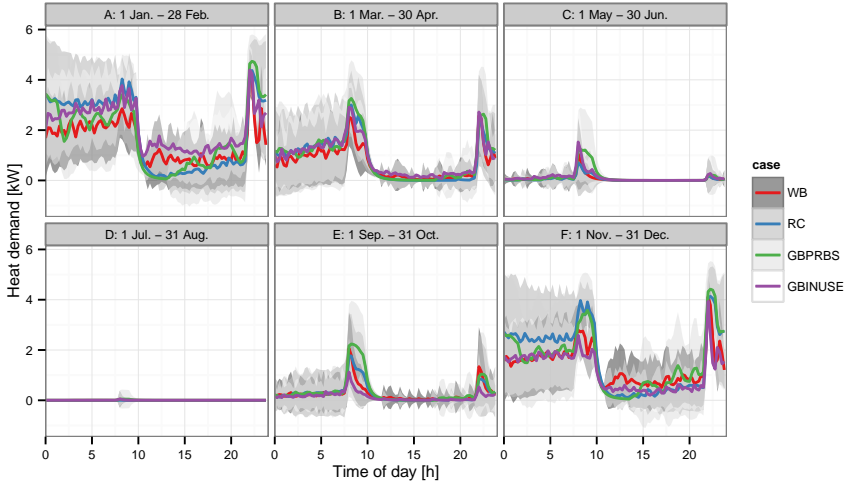 A: 1 Jan. − 28 Feb.
B: 1 Mar. − 30 Apr.
C: 1 May − 30 Jun.
6
4
2
0
D: 1 Jul. − 31 Aug.
E: 1 Sep. − 31 Oct.
F: 1 Nov. − 31 Dec.
6
4
2
0
0 5 10 15 20
0 5 10 15 20
0 5 10 15 20
Time of day [h]
Heat demand [kW]
case
WB
RC
GBPRBS
GBINUSE